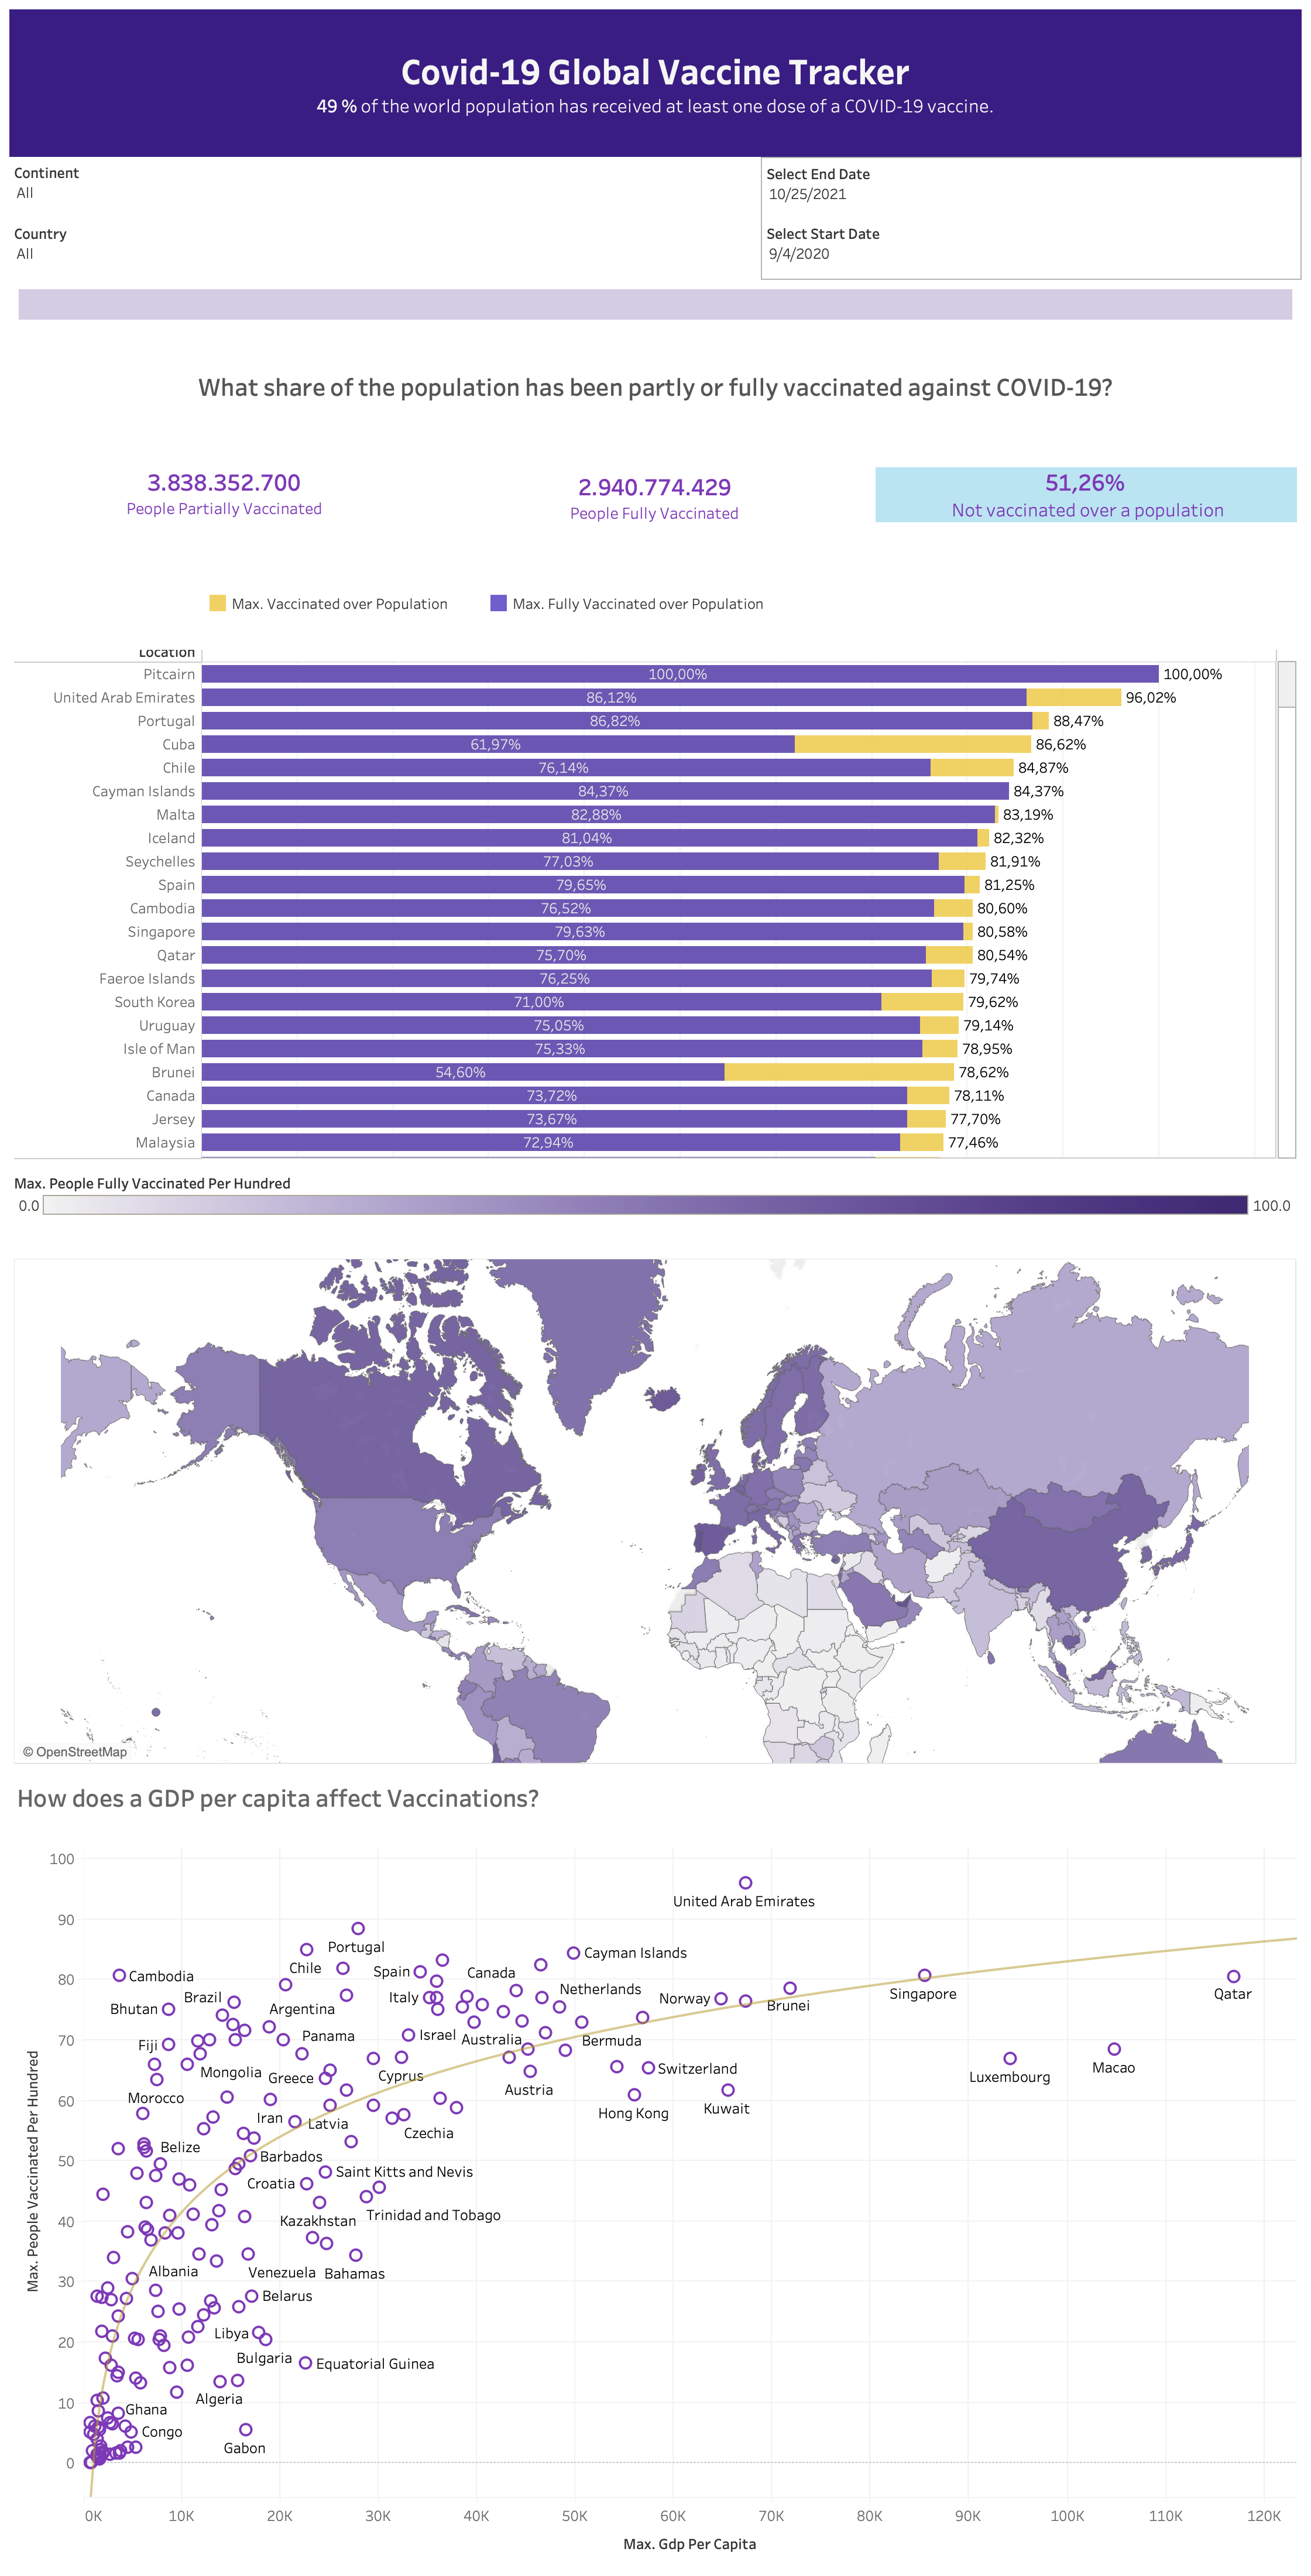 Covid-19 Global Vaccine Tracker
49 % of the world population has received at least one dose of a COVID-19 vaccine.
Continent
All
Country
All
Select End Date
10/25/2021
Select Start Date
9/4/2020
What share of the population has been partly or fully vaccinated against COVID-19?
3.838.352.700
People Partially Vaccinated
2.940.774.429
People Fully Vaccinated
51,26%
Not vaccinated over a population
Max. Vaccinated over Population
Max. Fully Vaccinated over Population
Location
Pitcairn 100,00% 100,00%
United Arab Emirates 86,12% 96,02%
Portugal 86,82% 88,47%
Cuba 61,97% 86,62%
Chile 76,14% 84,87%
Cayman Islands 84,37% 84,37%
Malta 82,88% 83,19%
Iceland 81,04% 82,32%
Seychelles 77,03% 81,91%
Spain 79,65% 81,25%
Cambodia 76,52% 80,60%
Singapore 79,63% 80,58%
Qatar 75,70% 80,54%
Faeroe Islands 76,25% 79,74%
South Korea 71,00% 79,62%
Uruguay 75,05% 79,14%
Isle of Man 75,33% 78,95%
Brunei 54,60% 78,62%
Canada 73,72% 78,11%
Jersey 73,67% 77,70%
Malaysia 72,94% 77,46%
Max. People Fully Vaccinated Per Hundred
0.0 100.0
© OpenStreetMap
How does a GDP per capita affect Vaccinations?
Max. People Vaccinated Per Hundred
100
90
80
70
60
50
40
30
20
10
0
United Arab Emirates
Portugal
Cayman Islands
Chile
Spain
Canada
Cambodia
Netherlands
Singapore
Qatar
Brazil
Italy
Norway
Brunei
Bhutan
Argentina
Panama
Israel
Australia
Bermuda
Fiji
Mongolia
Greece
Cyprus
Switzerland
Macao
Luxembourg
Morocco
Austria
Hong Kong
Kuwait
Iran
Latvia
Czechia
Belize
Barbados
Croatia
Saint Kitts and Nevis
Kazakhstan
Trinidad and Tobago
Albania
Venezuela
Bahamas
Belarus
Libya
Bulgaria
Equatorial Guinea
Algeria
Ghana
Congo
Gabon
0K 10K 20K 30K 40K 50K 60K 70K 80K 90K 100K 110K 120K
Max. Gdp Per Capita